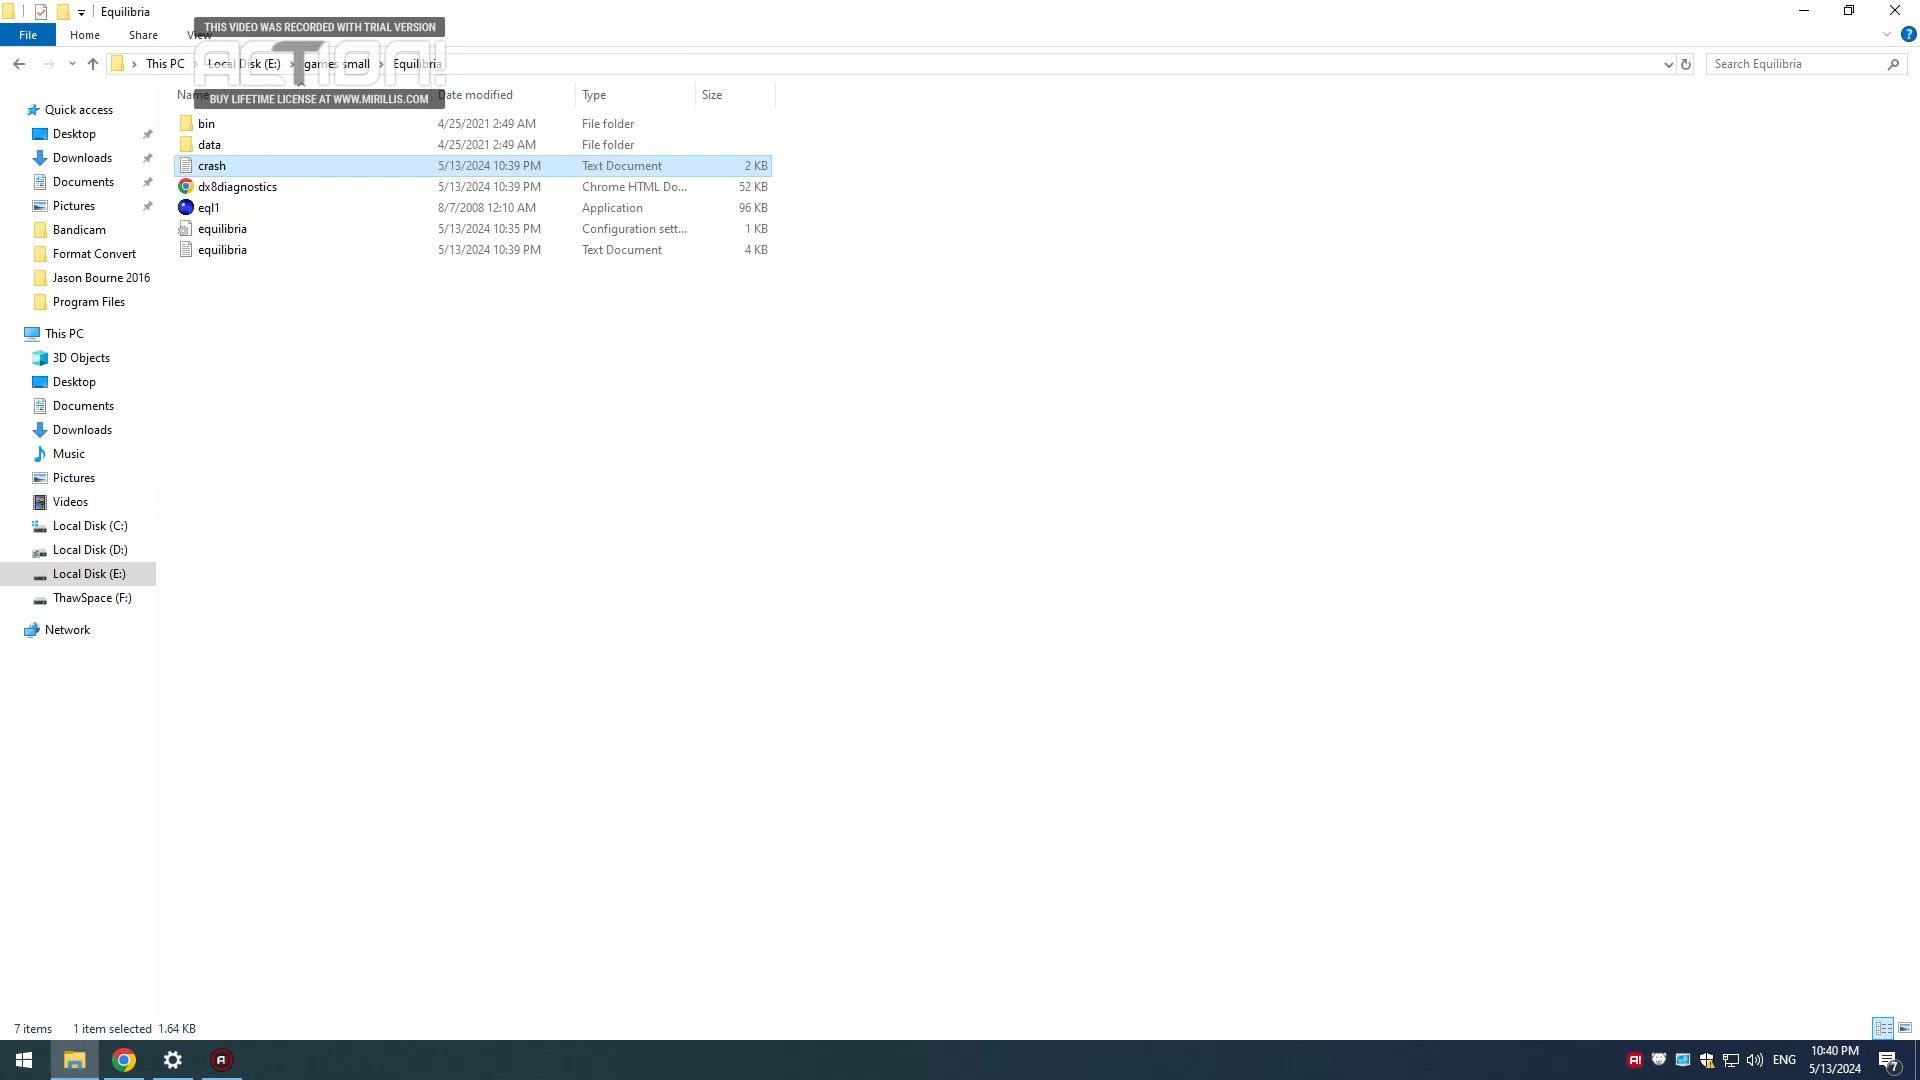 Equilibria
THIS VIDEO WAS RECORDED WITH TRIAL VERSION
File Home Share View
ACTION!
This PC Local Disk (E:) games small Equilibria
Search Equilibria
BUY LIFETIME LICENSE AT WWW.MIRILLIS.COM
Name Date modified Type Size
bin 4/25/2021 2:49 AM File folder
data 4/25/2021 2:49 AM File folder
crash 5/13/2024 10:39 PM Text Document 2 KB
dx8diagnostics 5/13/2024 10:39 PM Chrome HTML Do... 52 KB
eql1 8/7/2008 12:10 AM Application 96 KB
equilibria 5/13/2024 10:35 PM Configuration sett... 1 KB
equilibria 5/13/2024 10:39 PM Text Document 4 KB
Quick access
Desktop
Downloads
Documents
Pictures
Bandicam
Format Convert
Jason Bourne 2016
Program Files
This PC
3D Objects
Desktop
Documents
Downloads
Music
Pictures
Videos
Local Disk (C:)
Local Disk (D:)
Local Disk (E:)
ThawSpace (F:)
Network
7 items 1 item selected 1.64 KB
ENG
10:40 PM
5/13/2024
7